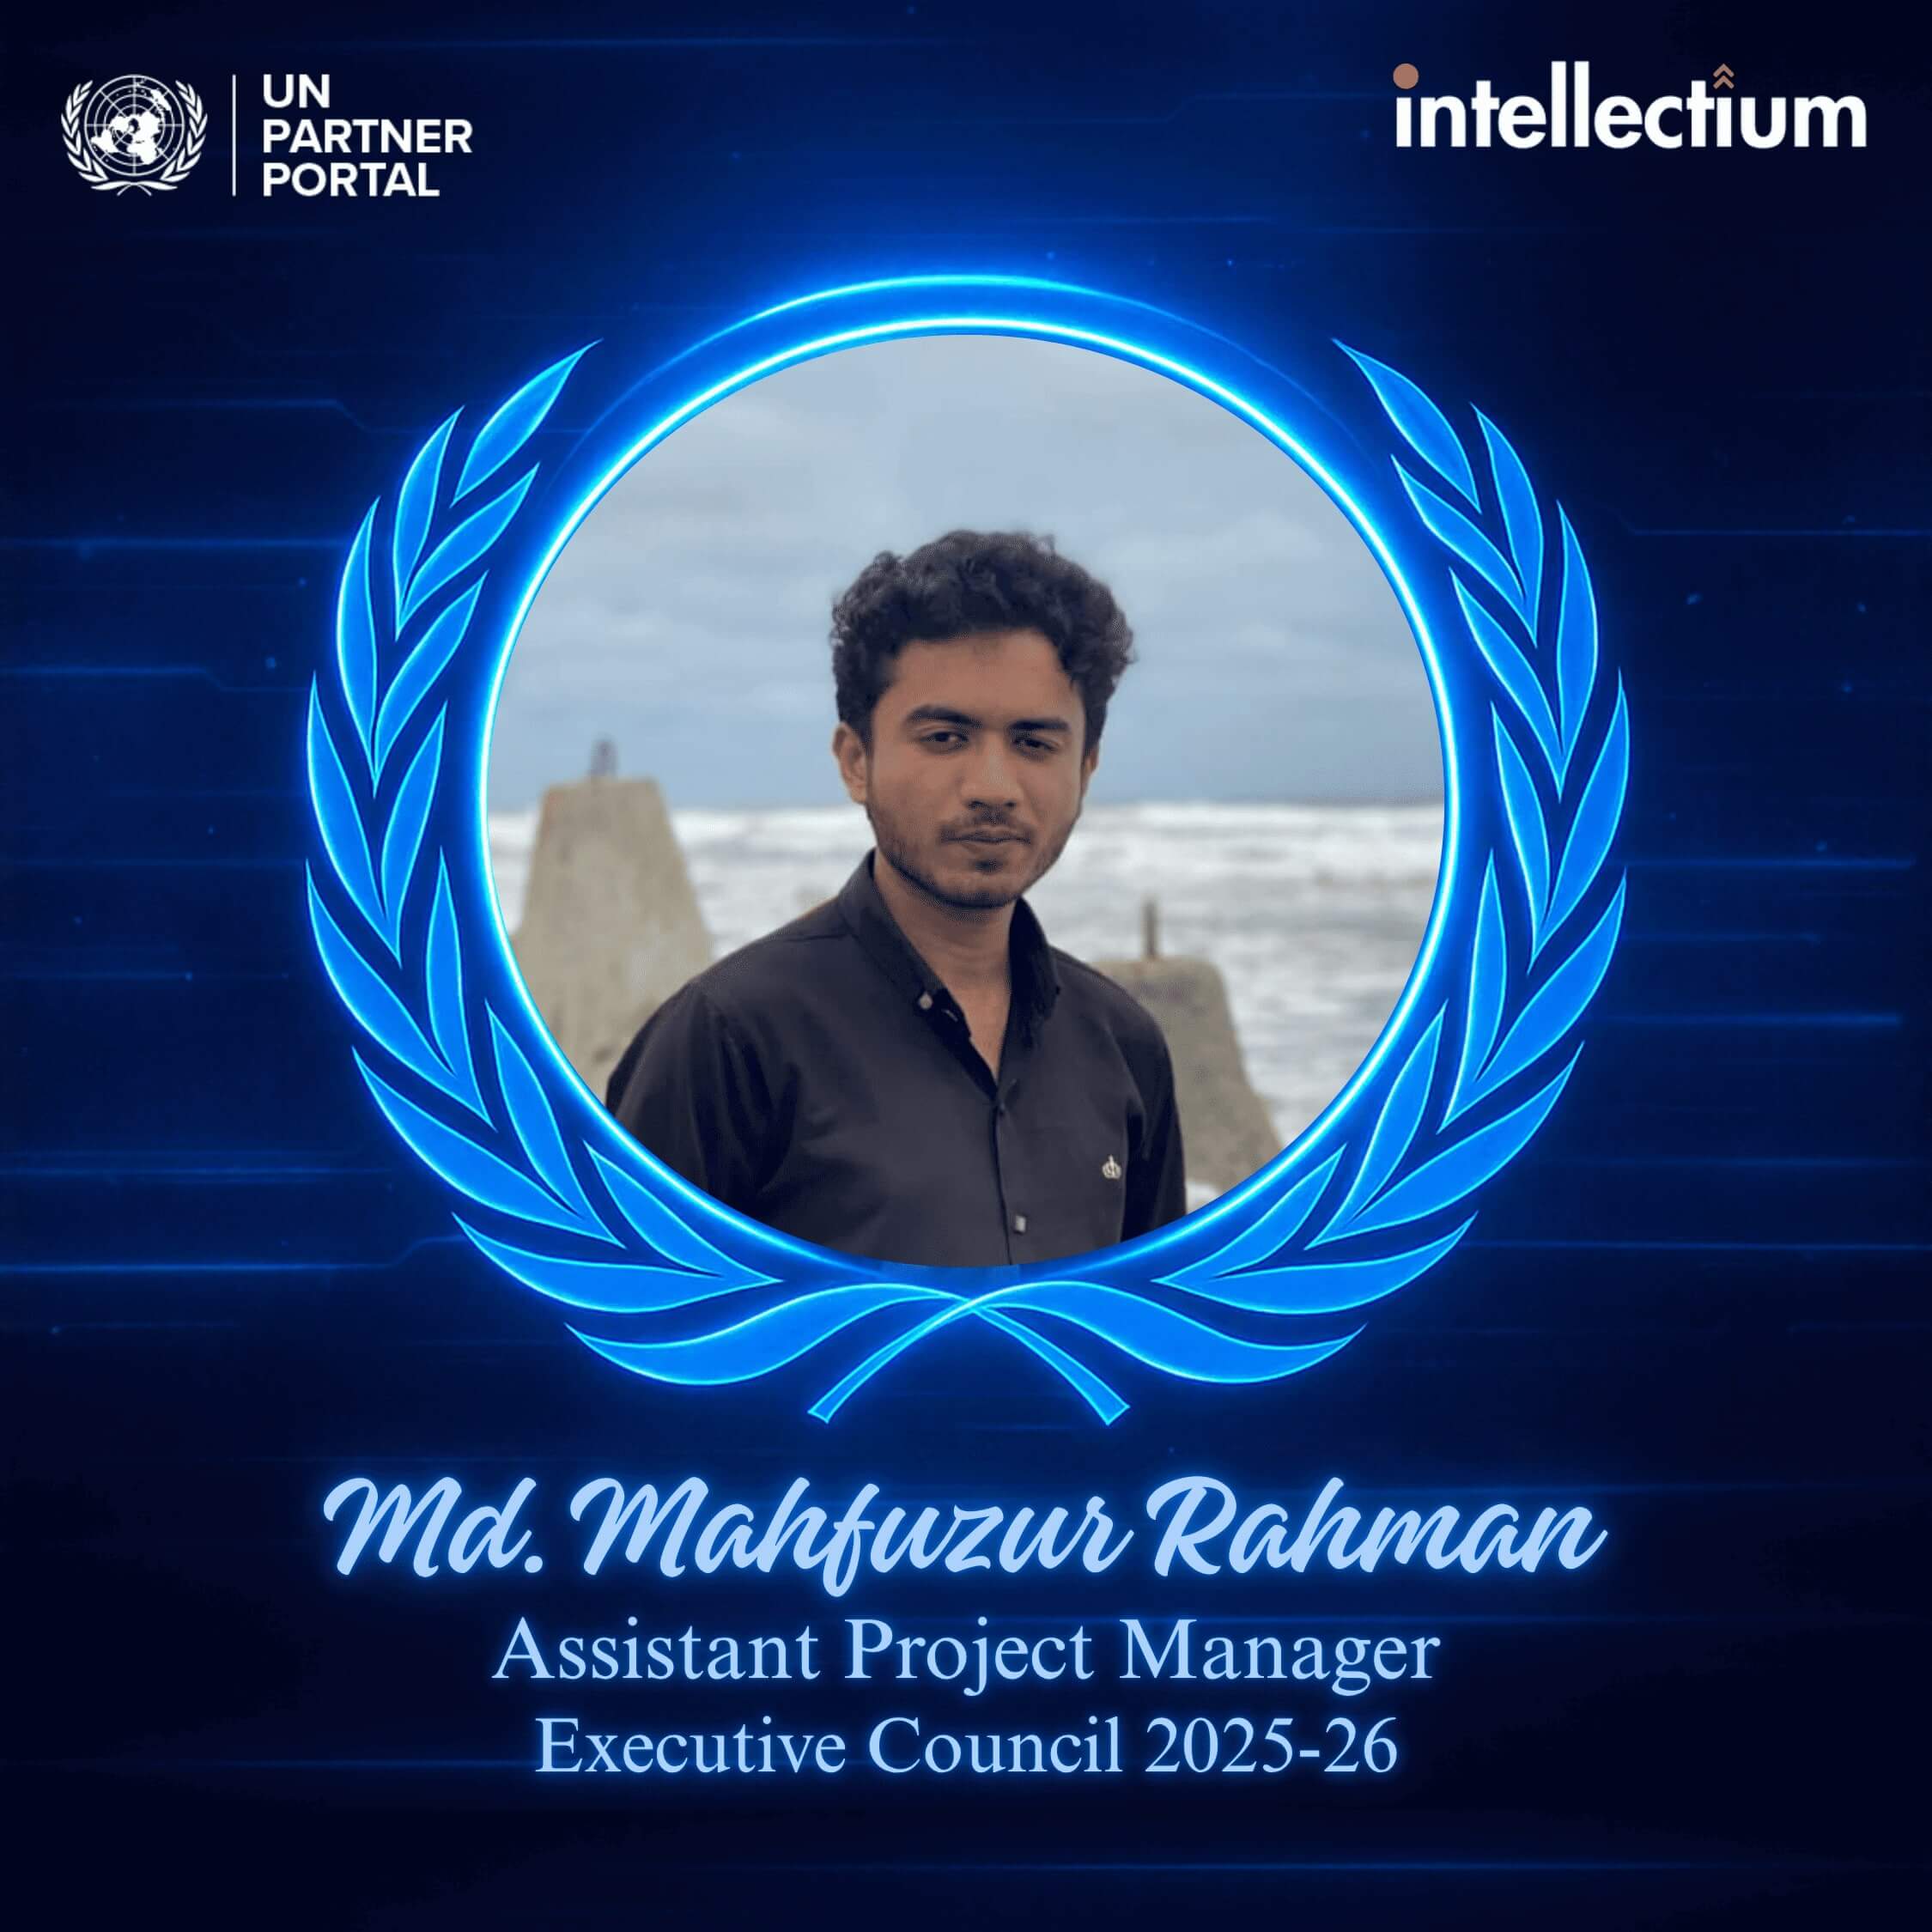 UN
PARTNER
PORTAL
intellectium
Md. Mahfuzur Rahman
Assistant Project Manager
Executive Council 2025-26